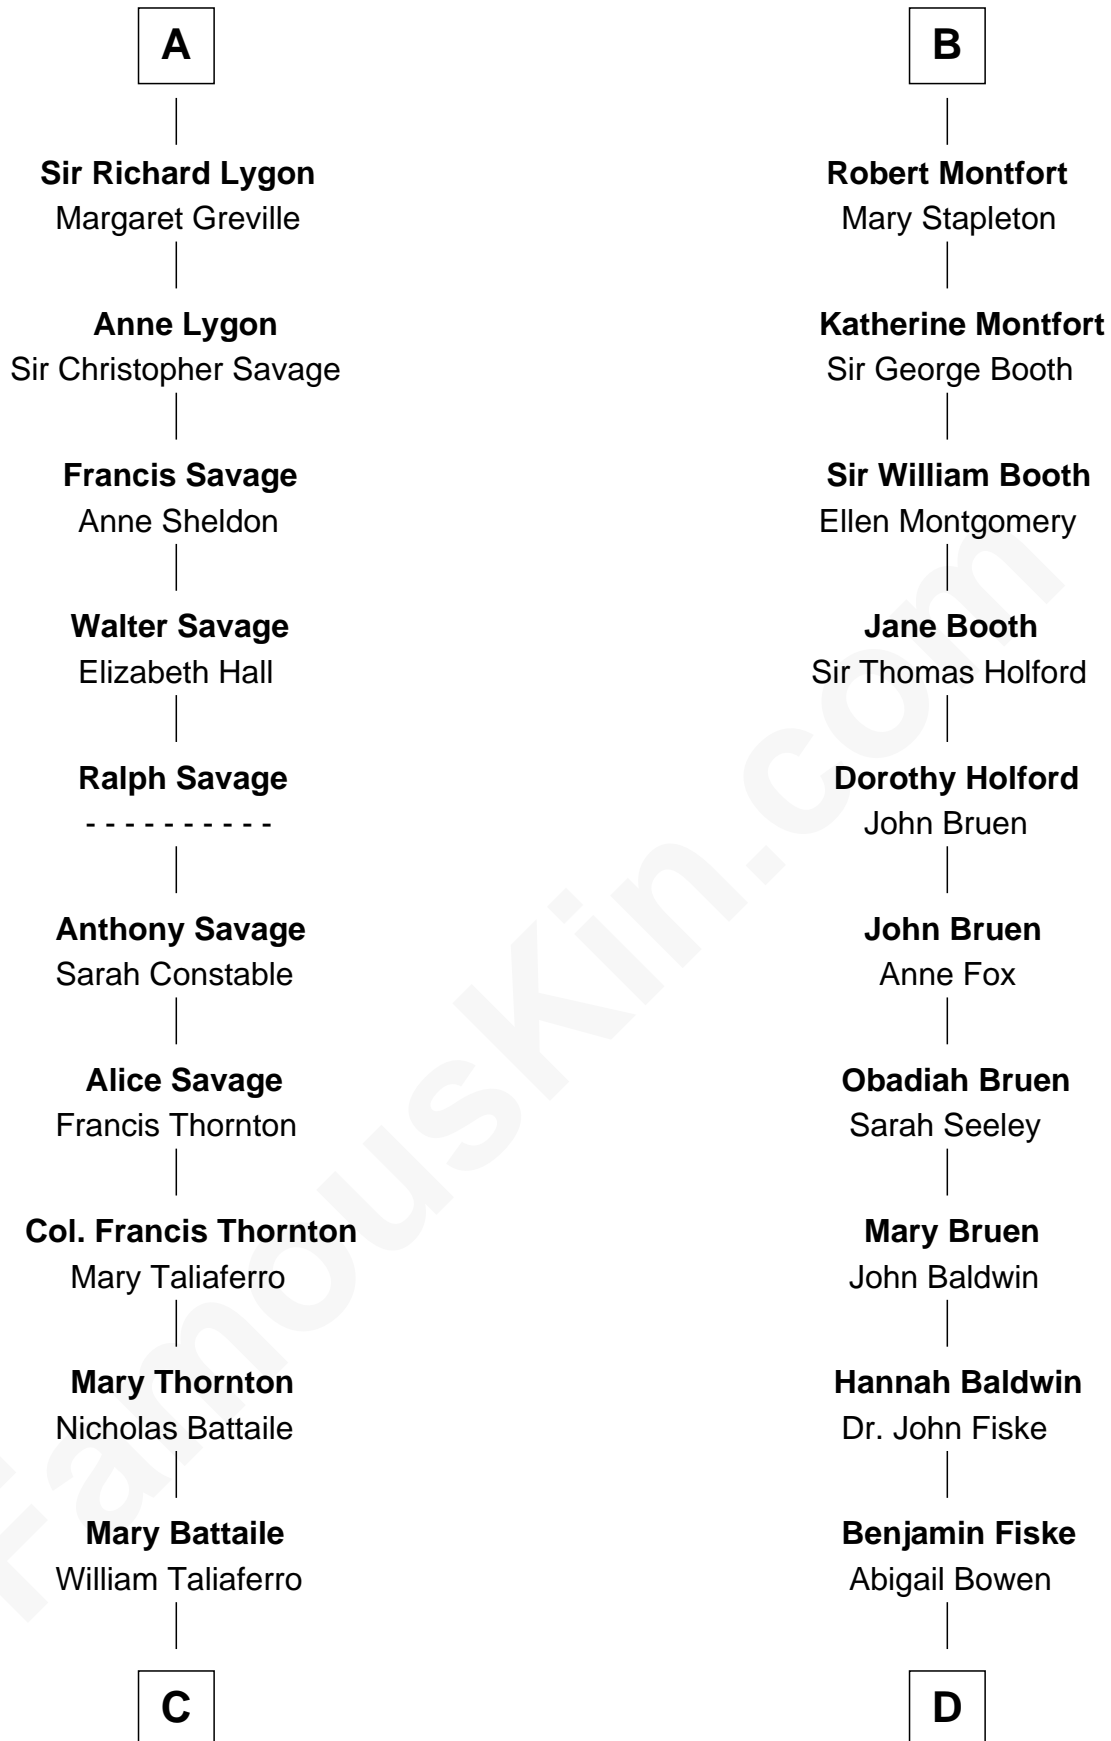 A
Sir Richard Lygon
Margaret Greville
Anne Lygon
Sir Christopher Savage
Francis Savage
Anne Sheldon
Walter Savage
Elizabeth Hall
Ralph Savage
- - - - - - - - - -
Anthony Savage
Sarah Constable
Alice Savage
Francis Thornton
Col. Francis Thornton
Mary Taliaferro
Mary Thornton
Nicholas Battaile
Mary Battaile
William Taliaferro
C
B
Robert Montfort
Mary Stapleton
Katherine Montfort
Sir George Booth
Sir William Booth
Ellen Montgomery
Jane Booth
Sir Thomas Holford
Dorothy Holford
John Bruen
John Bruen
Anne Fox
Obadiah Bruen
Sarah Seeley
Mary Bruen
John Baldwin
Hannah Baldwin
Dr. John Fiske
Benjamin Fiske
Abigail Bowen
D
FamousKin.com